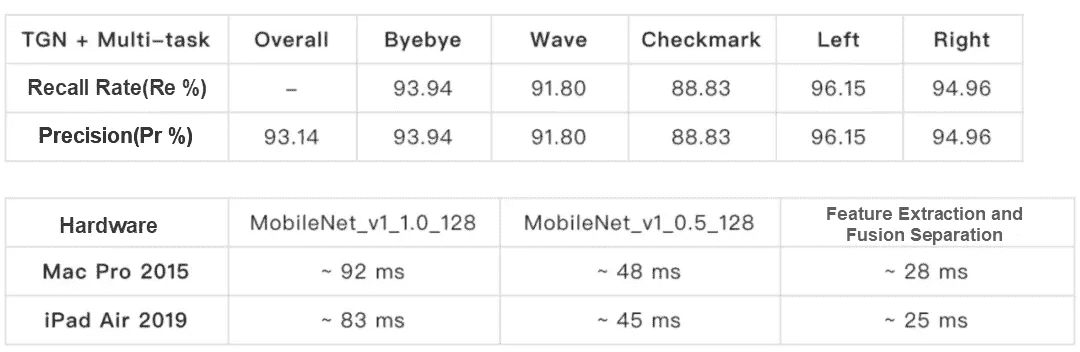 TGN + Multi-task Overall Byebye Wave Checkmark Left Right
Recall Rate(Re %) – 93.94 91.80 88.83 96.15 94.96
Precision(Pr %) 93.14 93.94 91.80 88.83 96.15 94.96
Hardware MobileNet_v1_1.0_128 MobileNet_v1_0.5_128 Feature Extraction and
Fusion Separation
Mac Pro 2015 ~ 92 ms ~ 48 ms ~ 28 ms
iPad Air 2019 ~ 83 ms ~ 45 ms ~ 25 ms